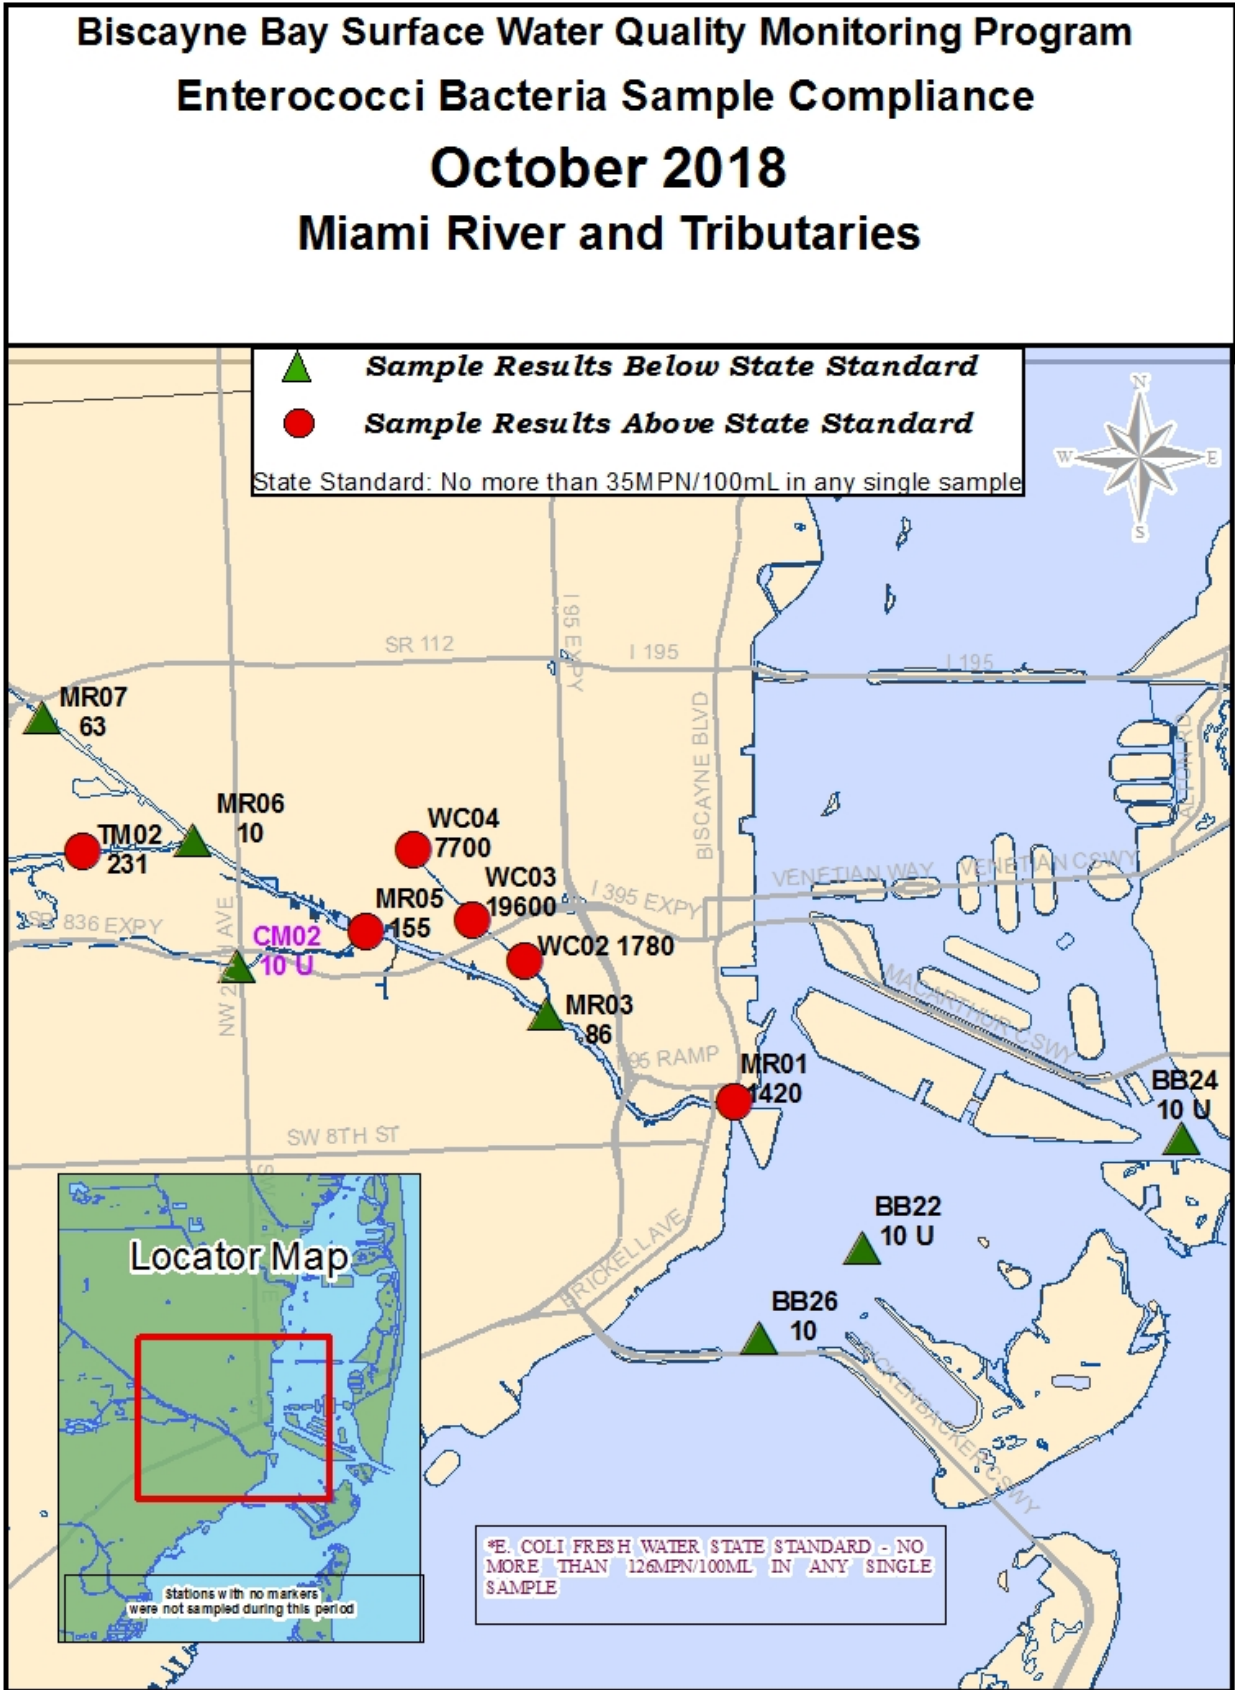 Biscayne Bay Surface Water Quality Monitoring Program
Enterococci Bacteria Sample Compliance
October 2018
Miami River and Tributaries
Sample Results Below State Standard
Sample Results Above State Standard
State Standard: No more than 35MPN/100mL in any single sample
N
W
E
S
SR 112
I 95 EXPY
I 195
I 195
MR07
63
BISCAYNE BLVD
ALTON RD
MR06
10
TM02
231
WC04
7700
WC03
19600
MR05
155
I 395 EXPY
VENETIAN WAY
VENETIAN CSWY
SR 836 EXPY
CM02
10 U
WC02 1780
MACARTHUR CSWY
MR03
86
I 95 RAMP
MR01
1420
BB24
10 U
SW 8TH ST
BB22
10 U
BRICKELL AVE
BB26
10
RICKENBACKER CSWY
Locator Map
Stations with no markers
were not sampled during this period
*E. COLI FRESH WATER STATE STANDARD - NO
MORE THAN 126MPN/100ML IN ANY SINGLE
SAMPLE